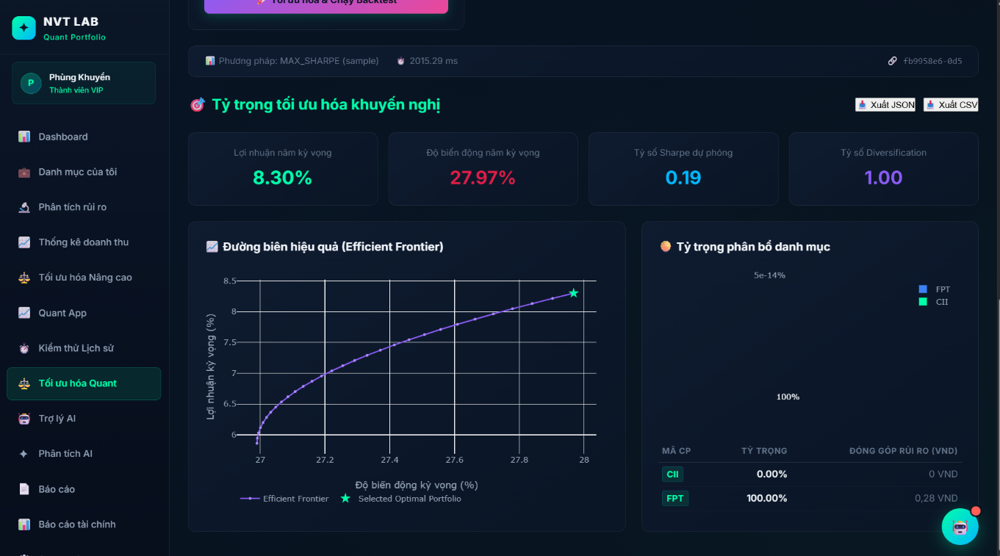 NVT LAB
Quant Portfolio
P
Phùng Khuyển
Thành viên VIP
Dashboard
Danh mục của tôi
Phân tích rủi ro
Thống kê doanh thu
Tối ưu hóa Nâng cao
Quant App
Kiểm thử Lịch sử
Tối ưu hóa Quant
Trợ lý AI
Phân tích AI
Báo cáo
Báo cáo tài chính
Tối ưu hóa & Chạy Backtest
Phương pháp: MAX_SHARPE (sample)
2015.29 ms
fb9958e6-0d5
Tỷ trọng tối ưu hóa khuyến nghị
Xuất JSON
Xuất CSV
Lợi nhuận năm kỳ vọng
8.30%
Độ biến động năm kỳ vọng
27.97%
Tỷ số Sharpe dự phóng
0.19
Tỷ số Diversification
1.00
Đường biên hiệu quả (Efficient Frontier)
8.5
8
7.5
7
6.5
6
Lợi nhuận kỳ vọng (%)
27 27.2 27.4 27.6 27.8 28
Độ biến động kỳ vọng (%)
Efficient Frontier
Selected Optimal Portfolio
Tỷ trọng phân bổ danh mục
5e-14%
FPT
CII
100%
MÃ CP TỶ TRỌNG ĐÓNG GÓP RỦI RO (VND)
CII 0.00% 0 VND
FPT 100.00% 0,28 VND